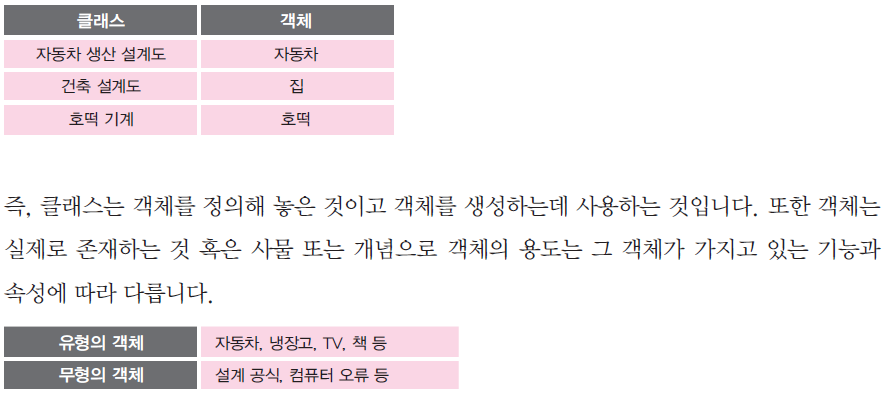 클래스 객체
자동차 생산 설계도 자동차
건축 설계도 집
호떡 기계 호떡
즉, 클래스는 객체를 정의해 놓은 것이고 객체를 생성하는데 사용하는 것입니다. 또한 객체는
실제로 존재하는 것 혹은 사물 또는 개념으로 객체의 용도는 그 객체가 가지고 있는 기능과
속성에 따라 다릅니다.
유형의 객체 자동차, 냉장고, TV, 책 등
무형의 객체 설계 공식, 컴퓨터 오류 등